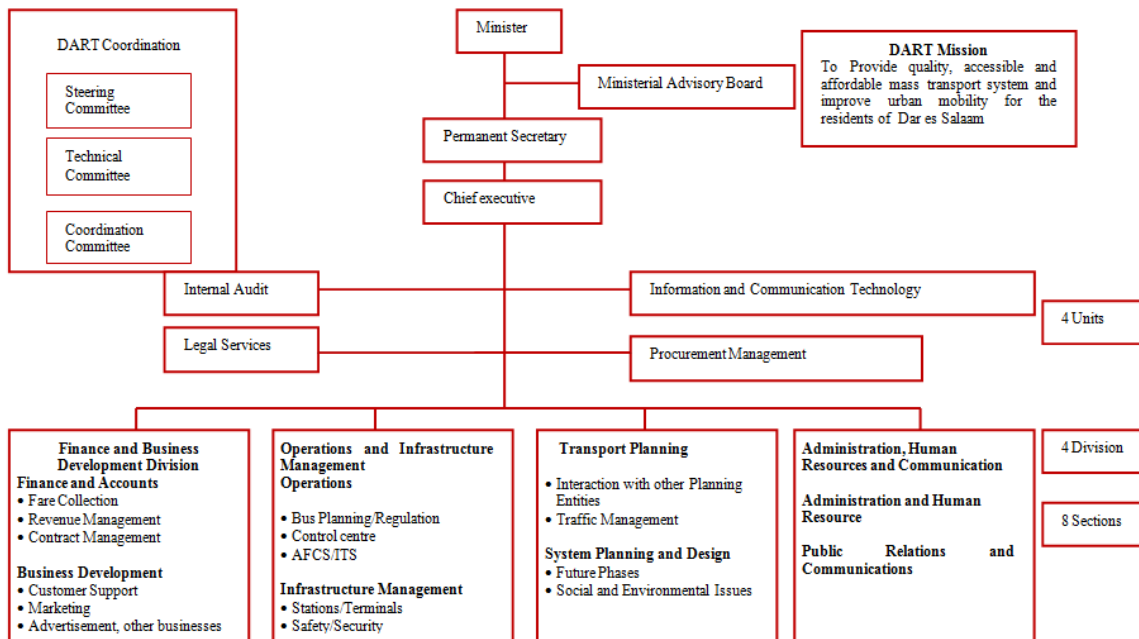 DART Coordination
Steering
Committee
Technical
Committee
Coordination
Committee
Minister
Ministerial Advisory Board
DART Mission
To Provide quality, accessible and
affordable mass transport system and
improve urban mobility for the
residents of Dar es Salaam
Permanent Secretary
Chief executive
Internal Audit
Information and Communication Technology
4 Units
Legal Services
Procurement Management
Finance and Business
Development Division
Finance and Accounts
• Fare Collection
• Revenue Management
• Contract Management
Business Development
• Customer Support
• Marketing
• Advertisement, other businesses
Operations and Infrastructure
Management
Operations
• Bus Planning/Regulation
• Control centre
• AFCS/ITS
Infrastructure Management
• Stations/Terminals
• Safety/Security
Transport Planning
• Interaction with other Planning
Entities
• Traffic Management
System Planning and Design
• Future Phases
• Social and Environmental Issues
Administration, Human
Resources and Communication
Administration and Human
Resource
Public Relations and
Communications
4 Division
8 Sections